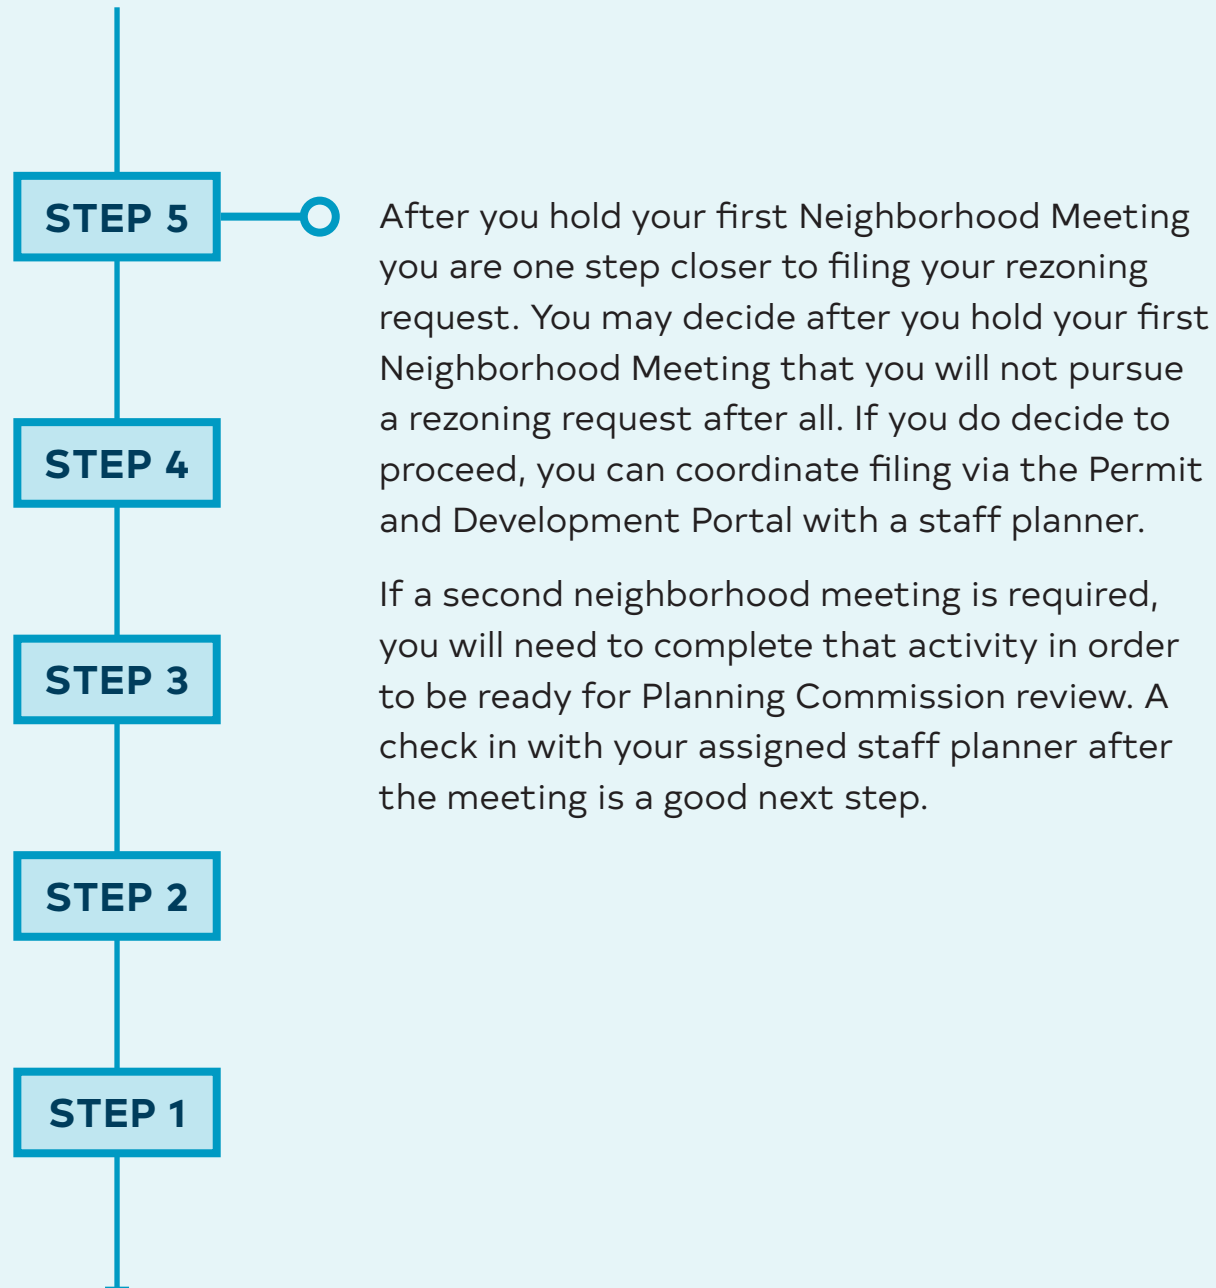 STEP 5
After you hold your first Neighborhood Meeting
you are one step closer to filing your rezoning
request. You may decide after you hold your first
Neighborhood Meeting that you will not pursue
a rezoning request after all. If you do decide to
proceed, you can coordinate filing via the Permit
and Development Portal with a staff planner.
If a second neighborhood meeting is required,
you will need to complete that activity in order
to be ready for Planning Commission review. A
check in with your assigned staff planner after
the meeting is a good next step.
STEP 4
STEP 3
STEP 2
STEP 1